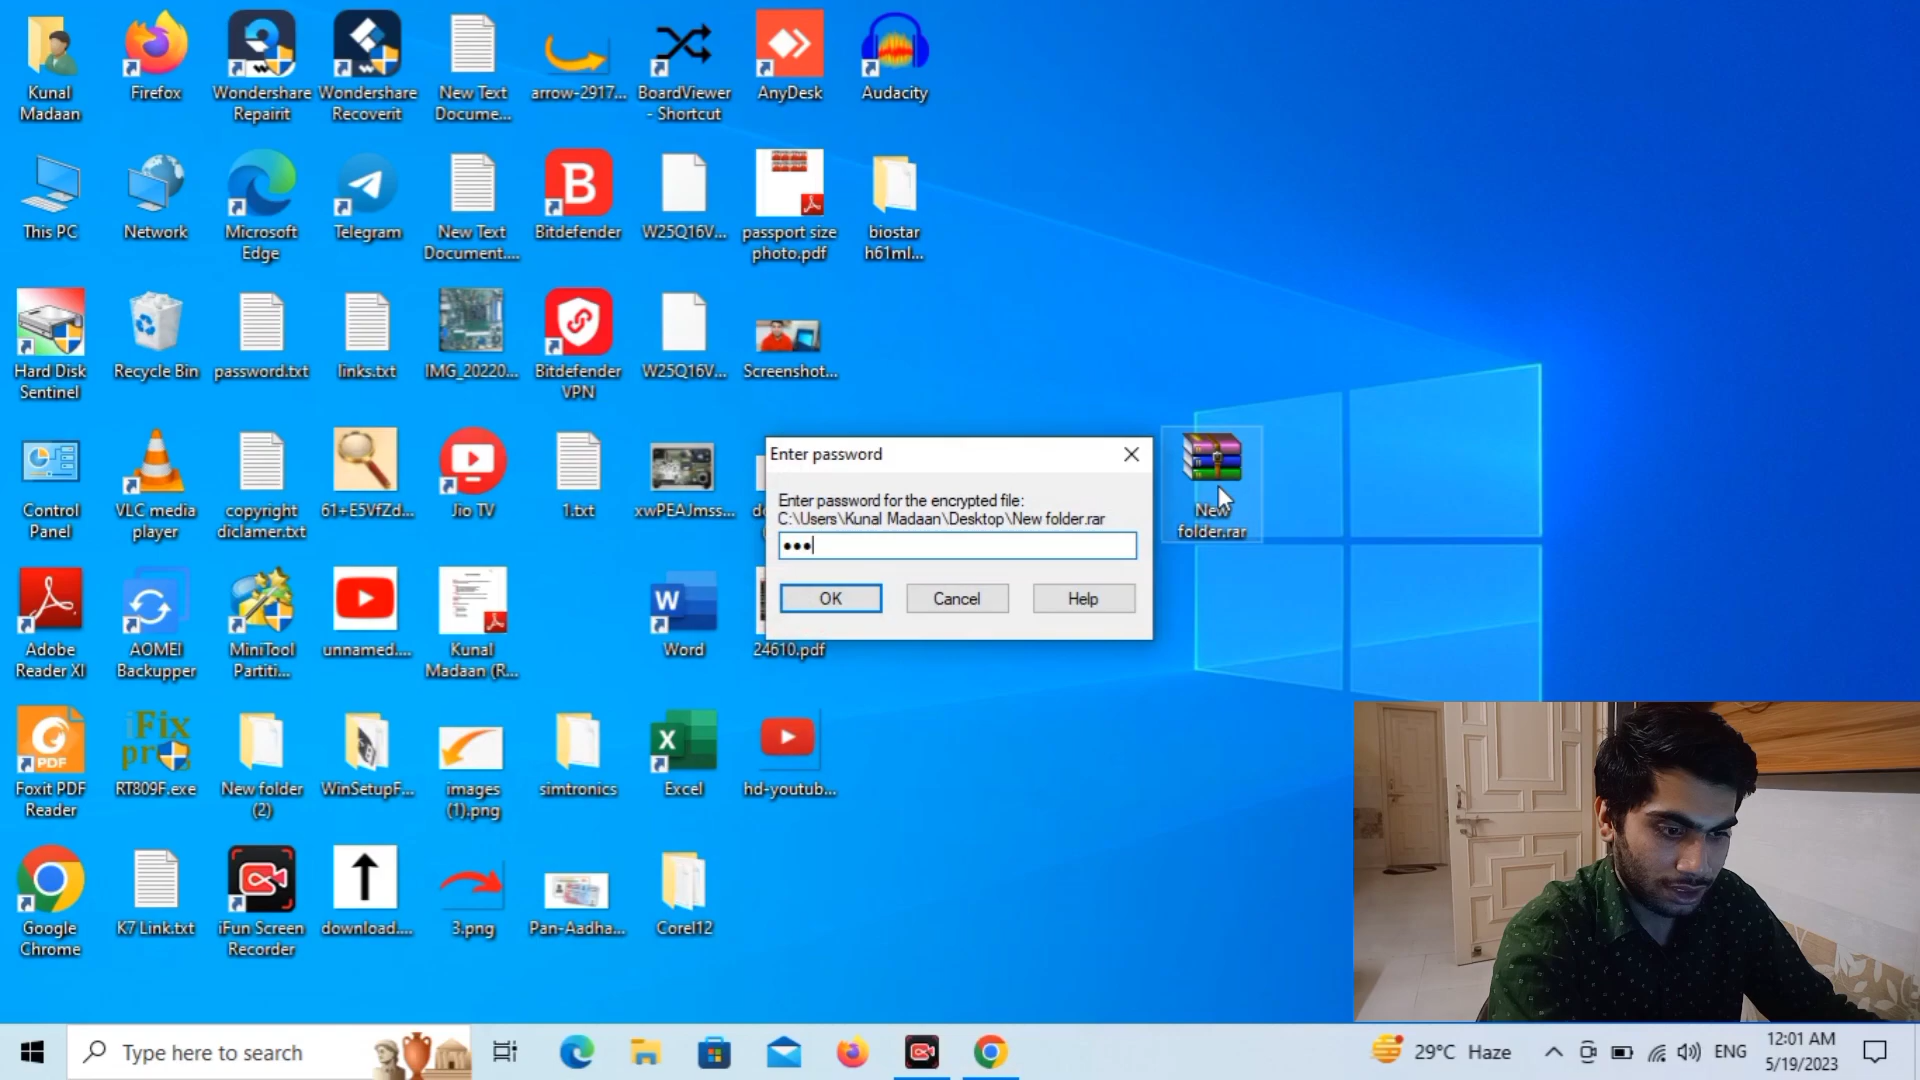 Kunal
Madaan
Firefox
Wondershare
Repairit
Wondershare
Recoverit
New Text
Docume...
arrow-2917...
BoardViewer
- Shortcut
AnyDesk
Audacity
This PC
Network
Microsoft
Edge
Telegram
New Text
Document....
Bitdefender
W25Q16V...
passport size
photo.pdf
biostar
h61ml...
Hard Disk
Sentinel
Recycle Bin
password.txt
links.txt
IMG_20220...
Bitdefender
VPN
W25Q16V...
Screenshot...
Control
Panel
VLC media
player
copyright
diclamer.txt
61+E5VfZd...
Jio TV
1.txt
xwPEAJmss...
Enter password
Enter password for the encrypted file:
C:\Users\Kunal Madaan\Desktop\New folder.rar
OK
Cancel
Help
New
folder.rar
Adobe
Reader XI
AOMEI
Backupper
MiniTool
Partiti...
unnamed....
Kunal
Madaan (R...
Word
24610.pdf
PDF
Foxit PDF
Reader
iFix
RT809F.exe
New folder
(2)
WinSetupF...
images
(1).png
simtronics
Excel
hd-youtub...
Google
Chrome
K7 Link.txt
iFun Screen
Recorder
download....
3.png
Pan-Aadha...
Corel12
Type here to search
29°C Haze
ENG
12:01 AM
5/19/2023